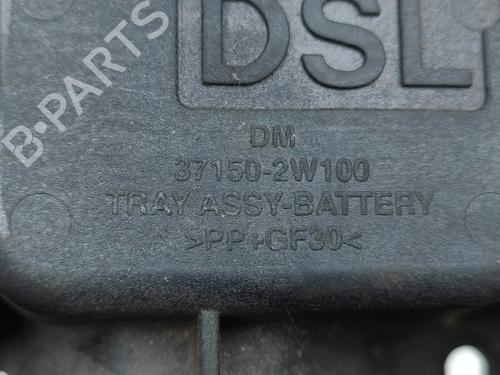 B-PARTS
DSL
DM
37150-2W100
TRAY ASSY-BATTERY
>PP+GF30<